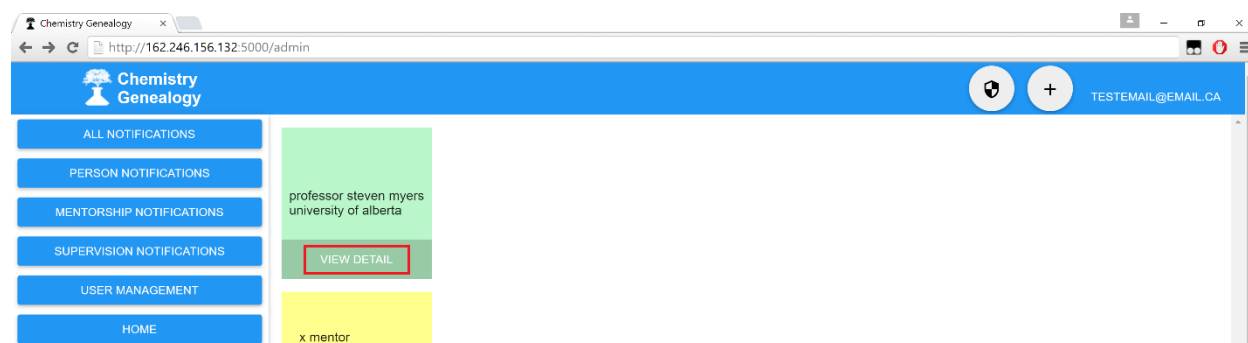 Chemistry Genealogy
http://162.246.156.132:5000/admin
Chemistry
Genealogy
+
TESTEMAIL@EMAIL.CA
ALL NOTIFICATIONS
PERSON NOTIFICATIONS
MENTORSHIP NOTIFICATIONS
SUPERVISION NOTIFICATIONS
USER MANAGEMENT
HOME
professor steven myers
university of alberta
VIEW DETAIL
x mentor